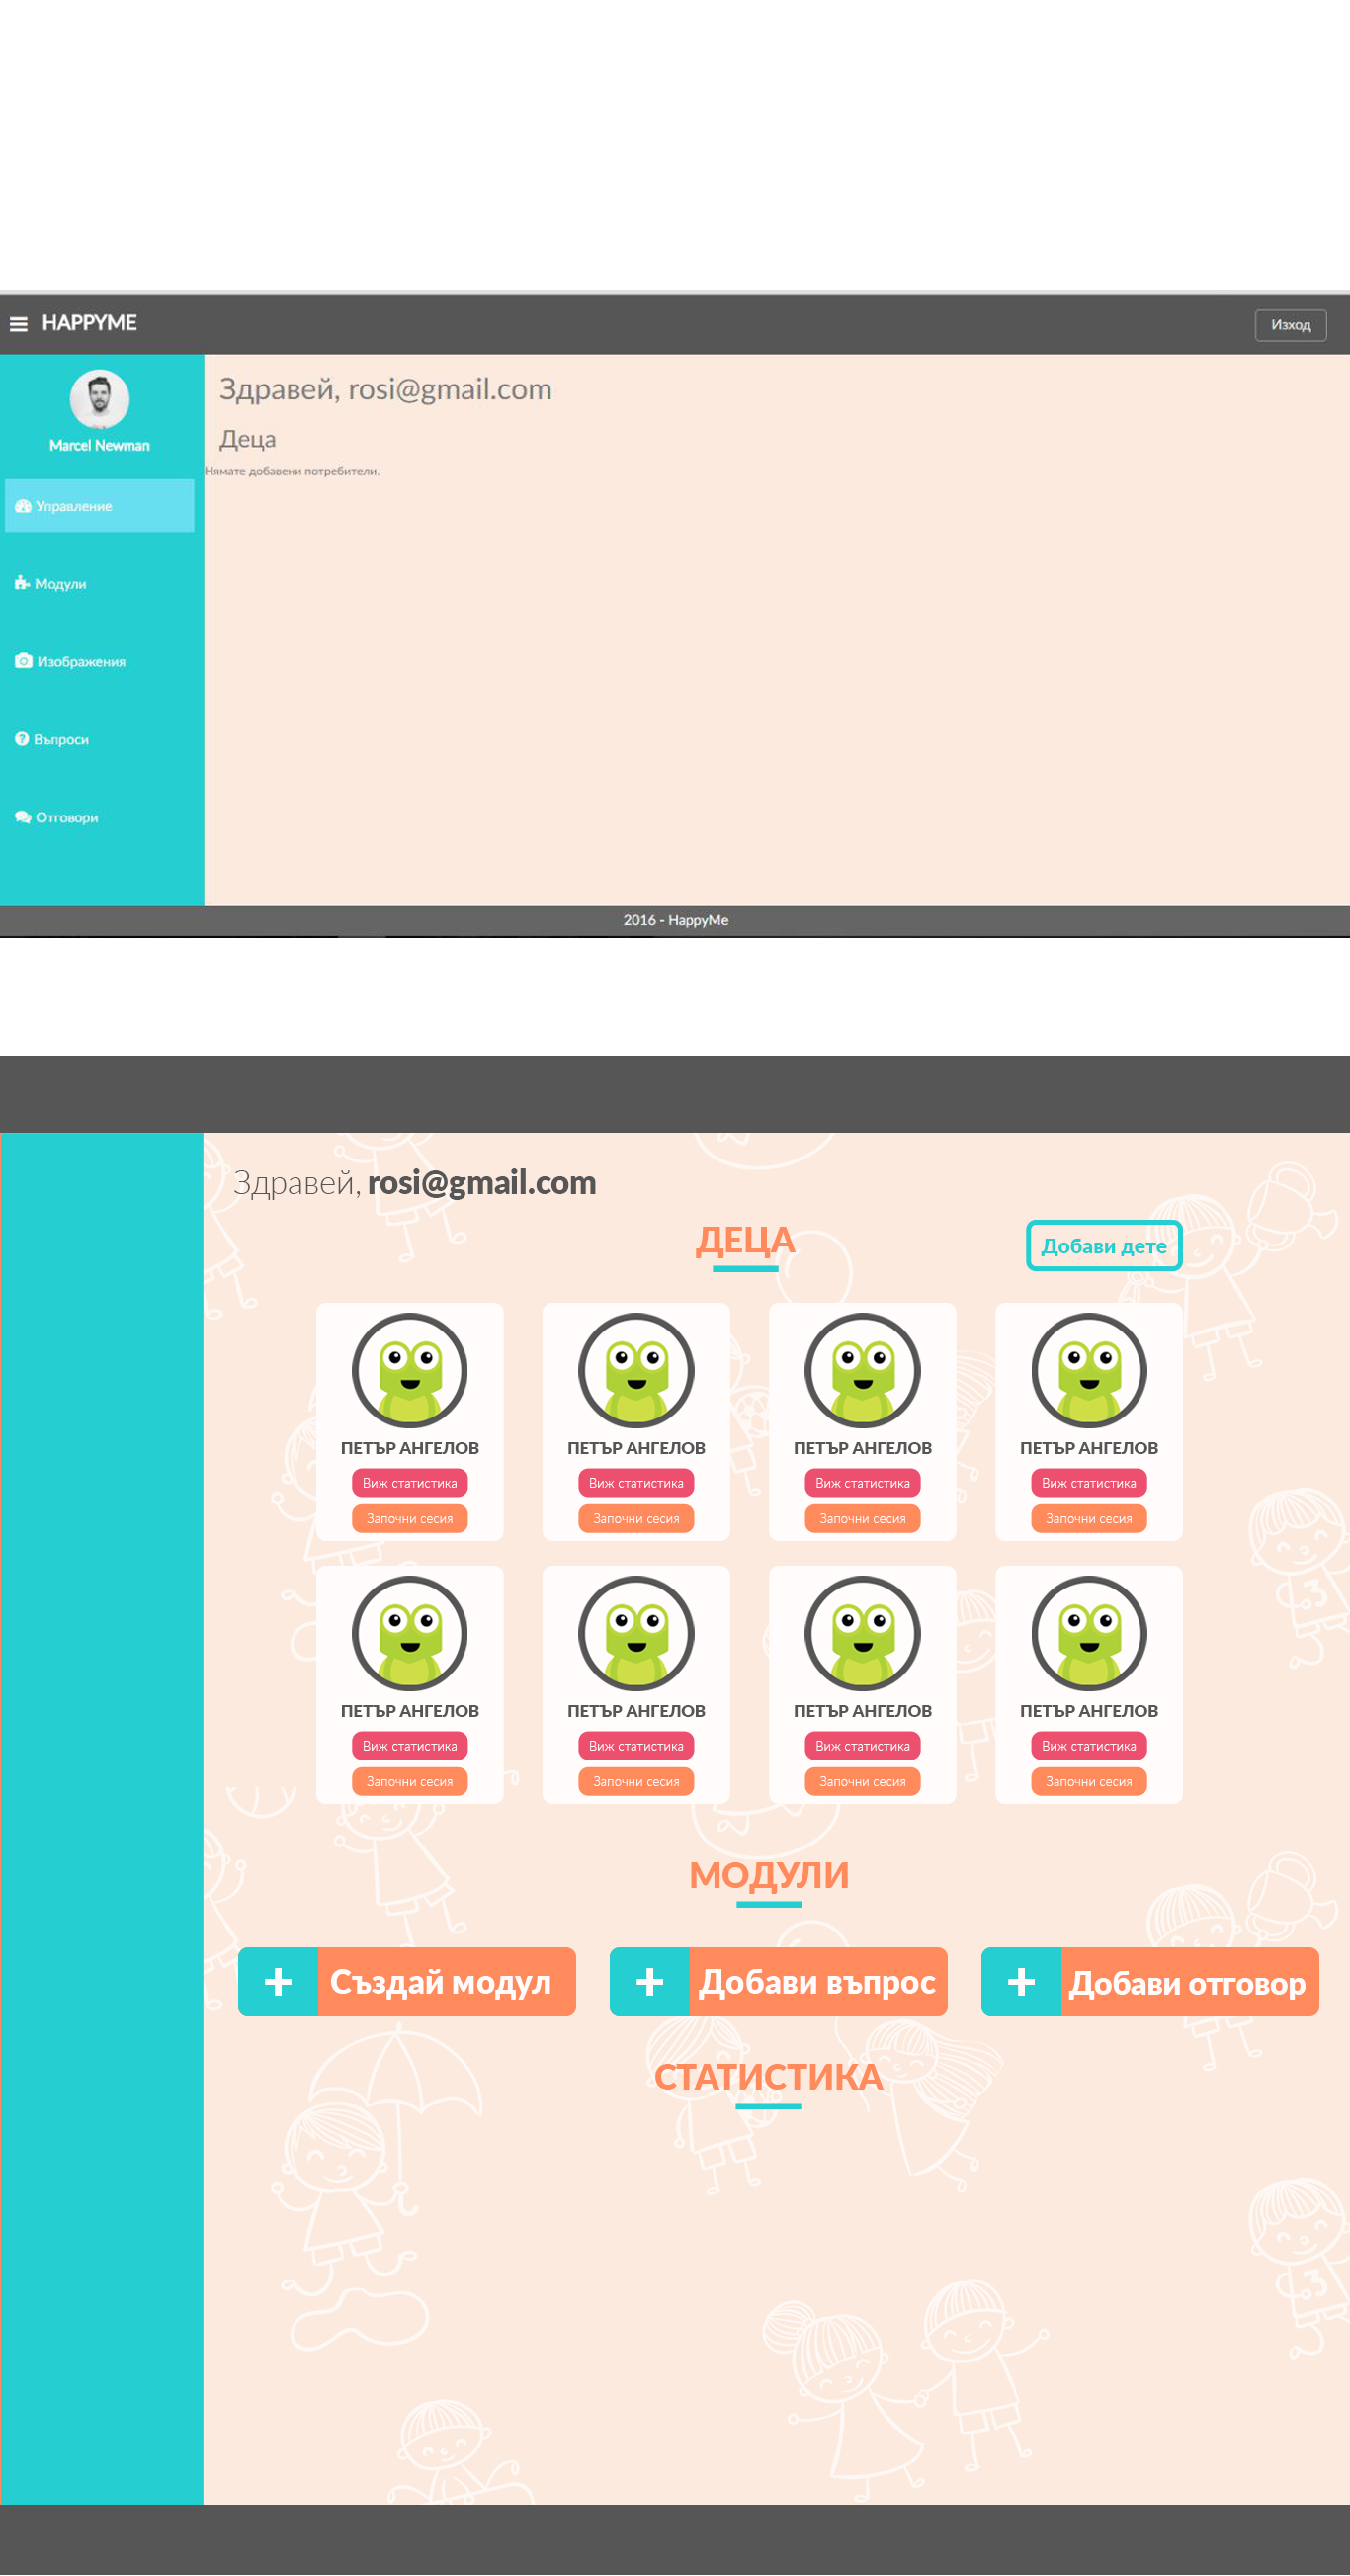 HAPPYME
Изход
Marcel Newman
Управление
Модули
Изображения
Въпроси
Отговори
Здравей, rosi@gmail.com
Деца
Нямате добавени потребители.
2016 - HappyMe
Здравей, rosi@gmail.com
ДЕЦА
Добави дете
ПЕТЪР АНГЕЛОВ ПЕТЪР АНГЕЛОВ ПЕТЪР АНГЕЛОВ ПЕТЪР АНГЕЛОВ
Виж статистика Виж статистика Виж статистика Виж статистика
Започни сесия Започни сесия Започни сесия Започни сесия
ПЕТЪР АНГЕЛОВ ПЕТЪР АНГЕЛОВ ПЕТЪР АНГЕЛОВ ПЕТЪР АНГЕЛОВ
Виж статистика Виж статистика Виж статистика Виж статистика
Започни сесия Започни сесия Започни сесия Започни сесия
МОДУЛИ
+ Създай модул + Добави въпрос + Добави отговор
СТАТИСТИКА
3
3